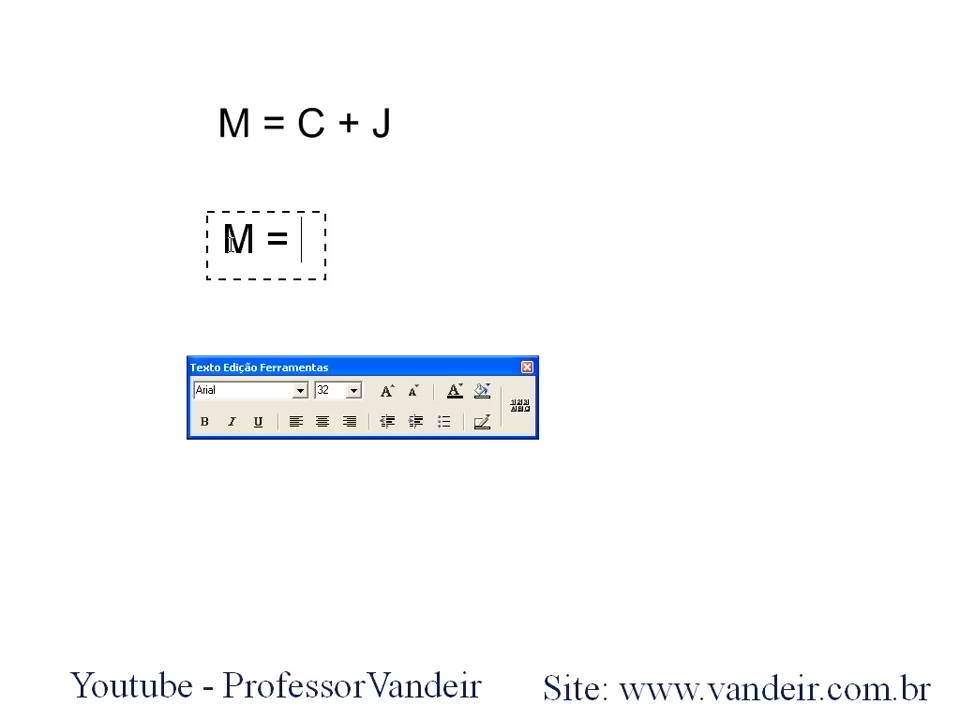 M = C + J
M =
Texto Edição Ferramentas
Arial 32
B I U
Youtube - ProfessorVandeir
Site: www.vandeir.com.br